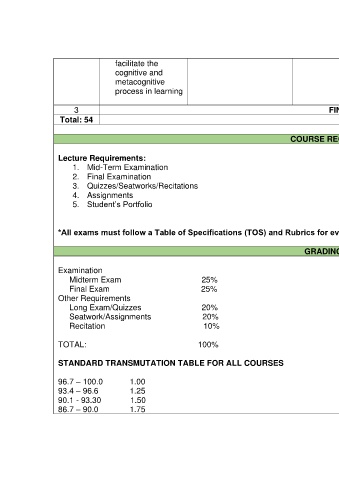 facilitate the
cognitive and
metacognitive
process in learning
3 FIN
Total: 54
COURSE RE
Lecture Requirements:
1. Mid-Term Examination
2. Final Examination
3. Quizzes/Seatworks/Recitations
4. Assignments
5. Student's Portfolio
*All exams must follow a Table of Specifications (TOS) and Rubrics for ev
GRADING
Examination
Midterm Exam 25%
Final Exam 25%
Other Requirements
Long Exam/Quizzes 20%
Seatwork/Assignments 20%
Recitation 10%
TOTAL: 100%
STANDARD TRANSMUTATION TABLE FOR ALL COURSES
96.7 – 100.0 1.00
93.4 – 96.6 1.25
90.1 - 93.30 1.50
86.7 – 90.0 1.75